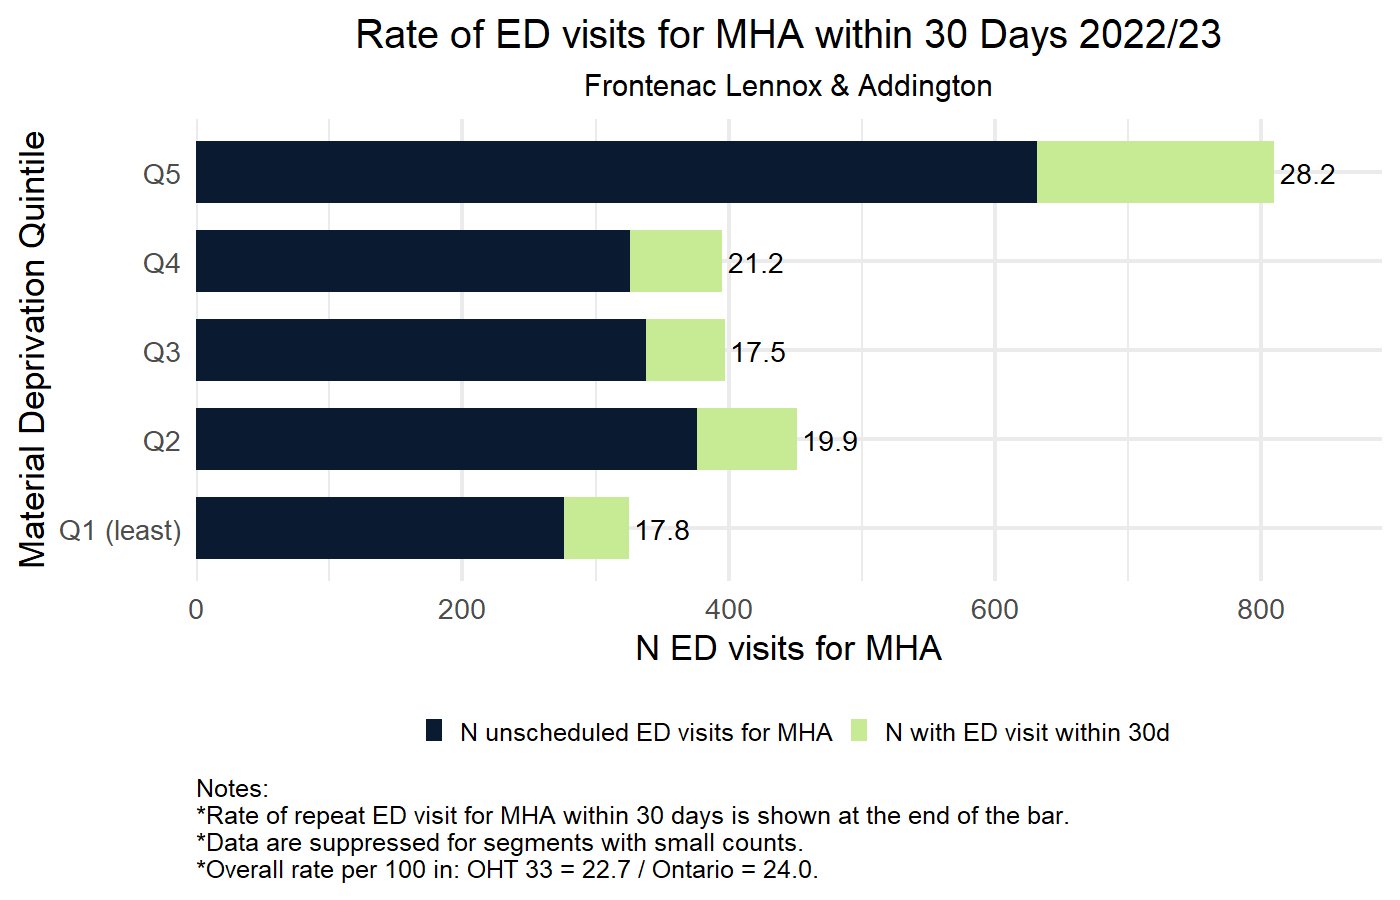 Rate of ED visits for MHA within 30 Days 2022/23
Frontenac Lennox & Addington
Material Deprivation Quintile
Q5
28.2
Q4
21.2
Q3
17.5
Q2
19.9
Q1 (least)
17.8
0 200 400 600 800
N ED visits for MHA
N unscheduled ED visits for MHA N with ED visit within 30d
Notes:
*Rate of repeat ED visit for MHA within 30 days is shown at the end of the bar.
*Data are suppressed for segments with small counts.
*Overall rate per 100 in: OHT 33 = 22.7 / Ontario = 24.0.